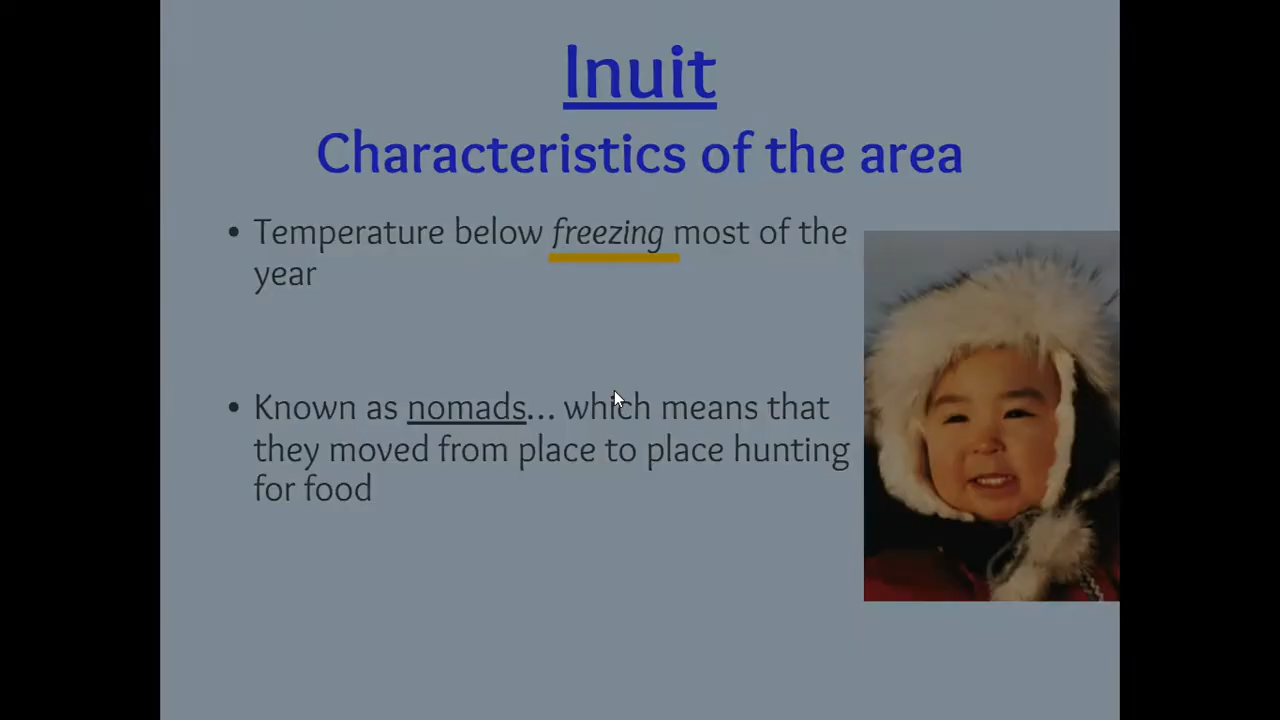 Inuit
Characteristics of the area
• Temperature below freezing most of the
year
• Known as nomads... which means that
they moved from place to place hunting
for food